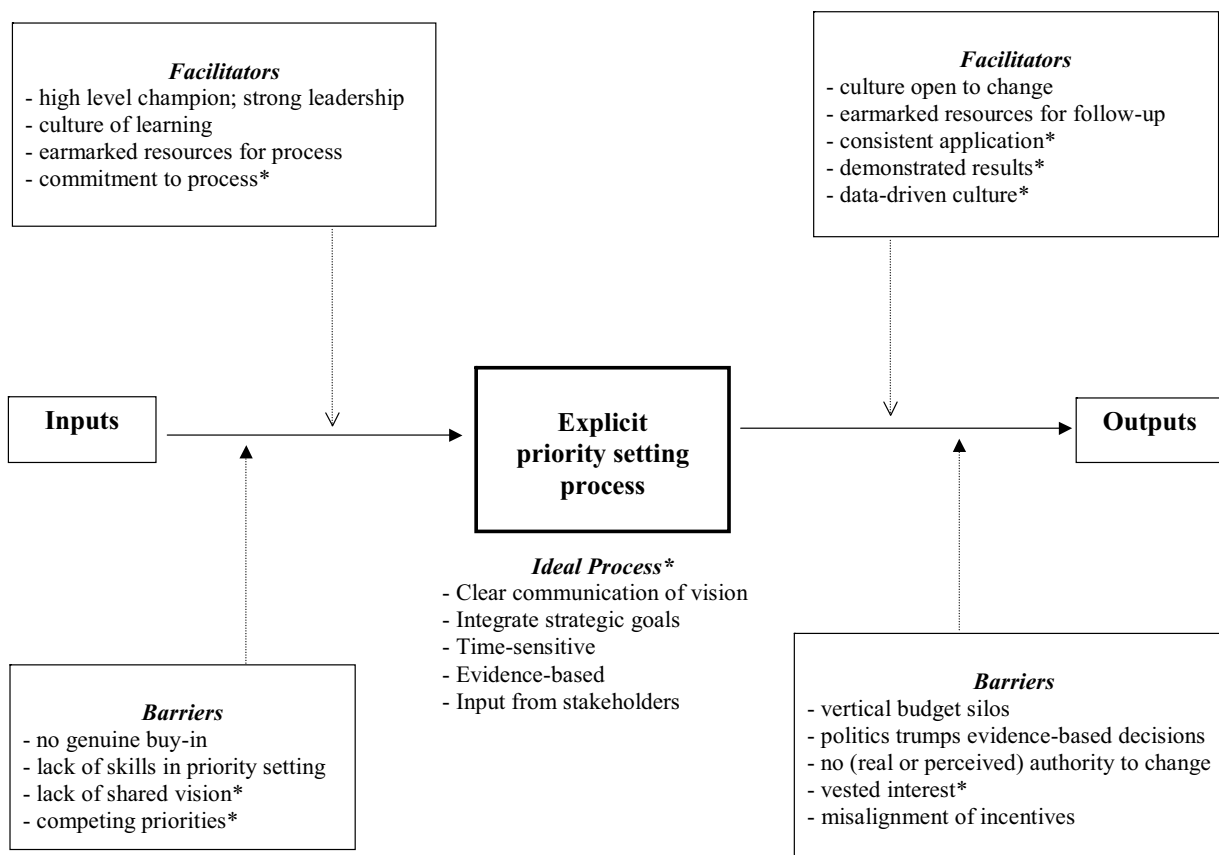 Facilitators
- high level champion; strong leadership
- culture of learning
- earmarked resources for process
- commitment to process*
Facilitators
- culture open to change
- earmarked resources for follow-up
- consistent application*
- demonstrated results*
- data-driven culture*
Inputs
Explicit
priority setting
process
Outputs
Ideal Process*
- Clear communication of vision
- Integrate strategic goals
- Time-sensitive
- Evidence-based
- Input from stakeholders
Barriers
- no genuine buy-in
- lack of skills in priority setting
- lack of shared vision*
- competing priorities*
Barriers
- vertical budget silos
- politics trumps evidence-based decisions
- no (real or perceived) authority to change
- vested interest*
- misalignment of incentives